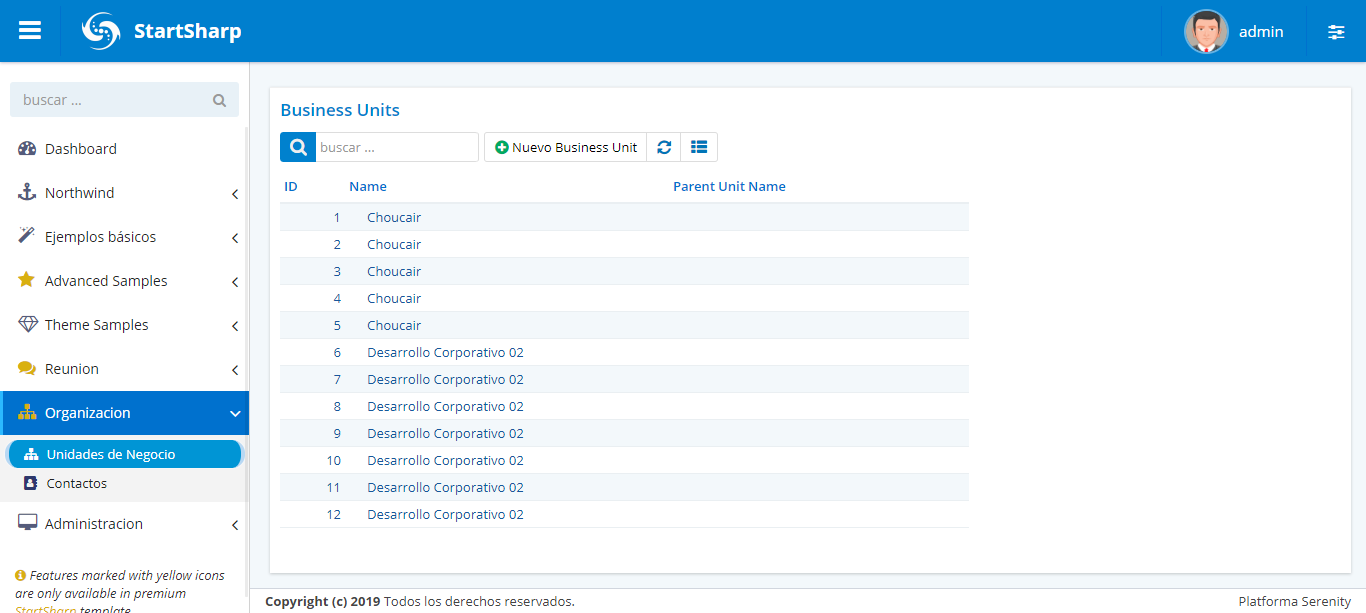 StartSharp
admin
buscar ...
Dashboard
Northwind
Ejemplos básicos
Advanced Samples
Theme Samples
Reunion
Organizacion
Unidades de Negocio
Contactos
Administracion
Features marked with yellow icons
are only available in premium
StartSharp template
Business Units
buscar ...
Nuevo Business Unit
ID Name Parent Unit Name
1 Choucair
2 Choucair
3 Choucair
4 Choucair
5 Choucair
6 Desarrollo Corporativo 02
7 Desarrollo Corporativo 02
8 Desarrollo Corporativo 02
9 Desarrollo Corporativo 02
10 Desarrollo Corporativo 02
11 Desarrollo Corporativo 02
12 Desarrollo Corporativo 02
Copyright (c) 2019 Todos los derechos reservados.
Platforma Serenity